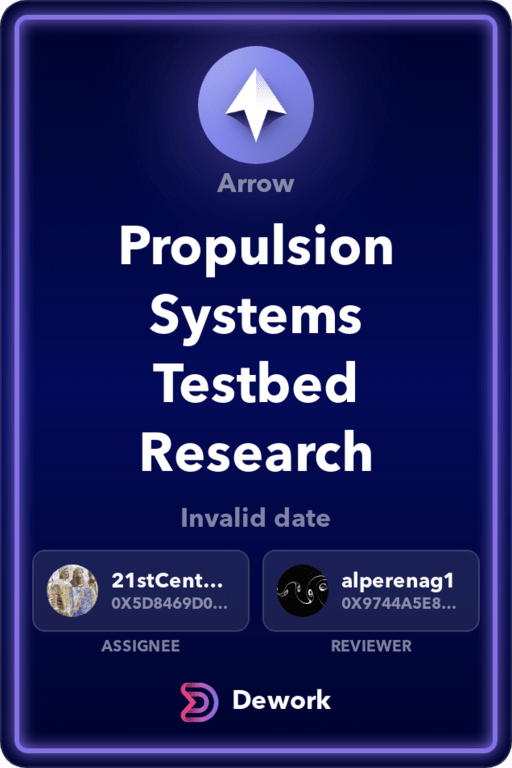 Arrow
Propulsion
Systems
Testbed
Research
Invalid date
21stCent...
0X5D8469D0...
ASSIGNEE
alperenag1
0X9744A5E8...
REVIEWER
Dework